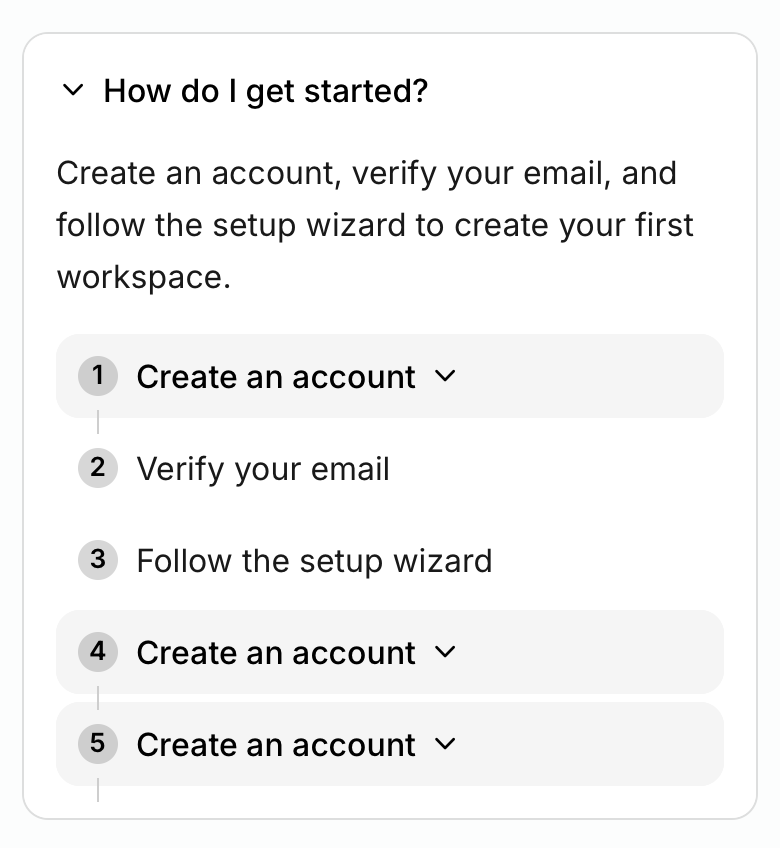 How do I get started?
Create an account, verify your email, and
follow the setup wizard to create your first
workspace.
1 Create an account
2 Verify your email
3 Follow the setup wizard
4 Create an account
5 Create an account